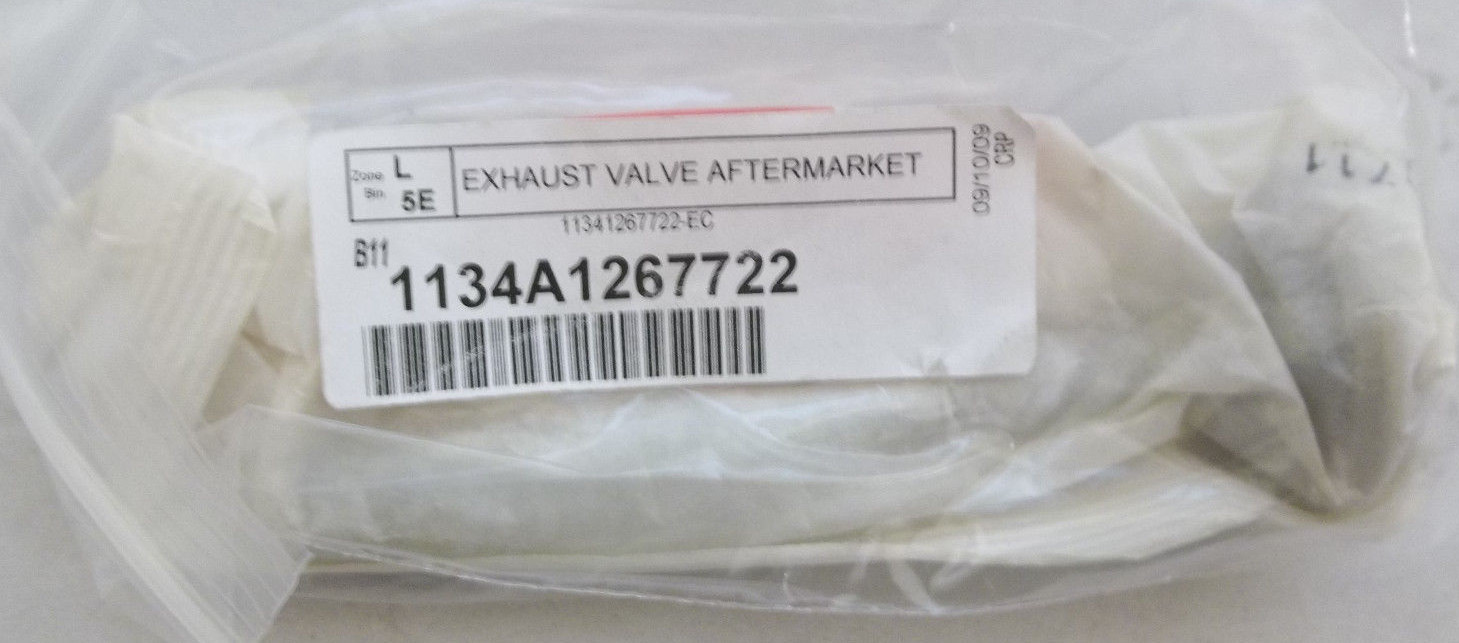 Zone L
Bin 5E
EXHAUST VALVE AFTERMARKET
09/10/09
CRP
11341267722-EC
B11
1134A1267722